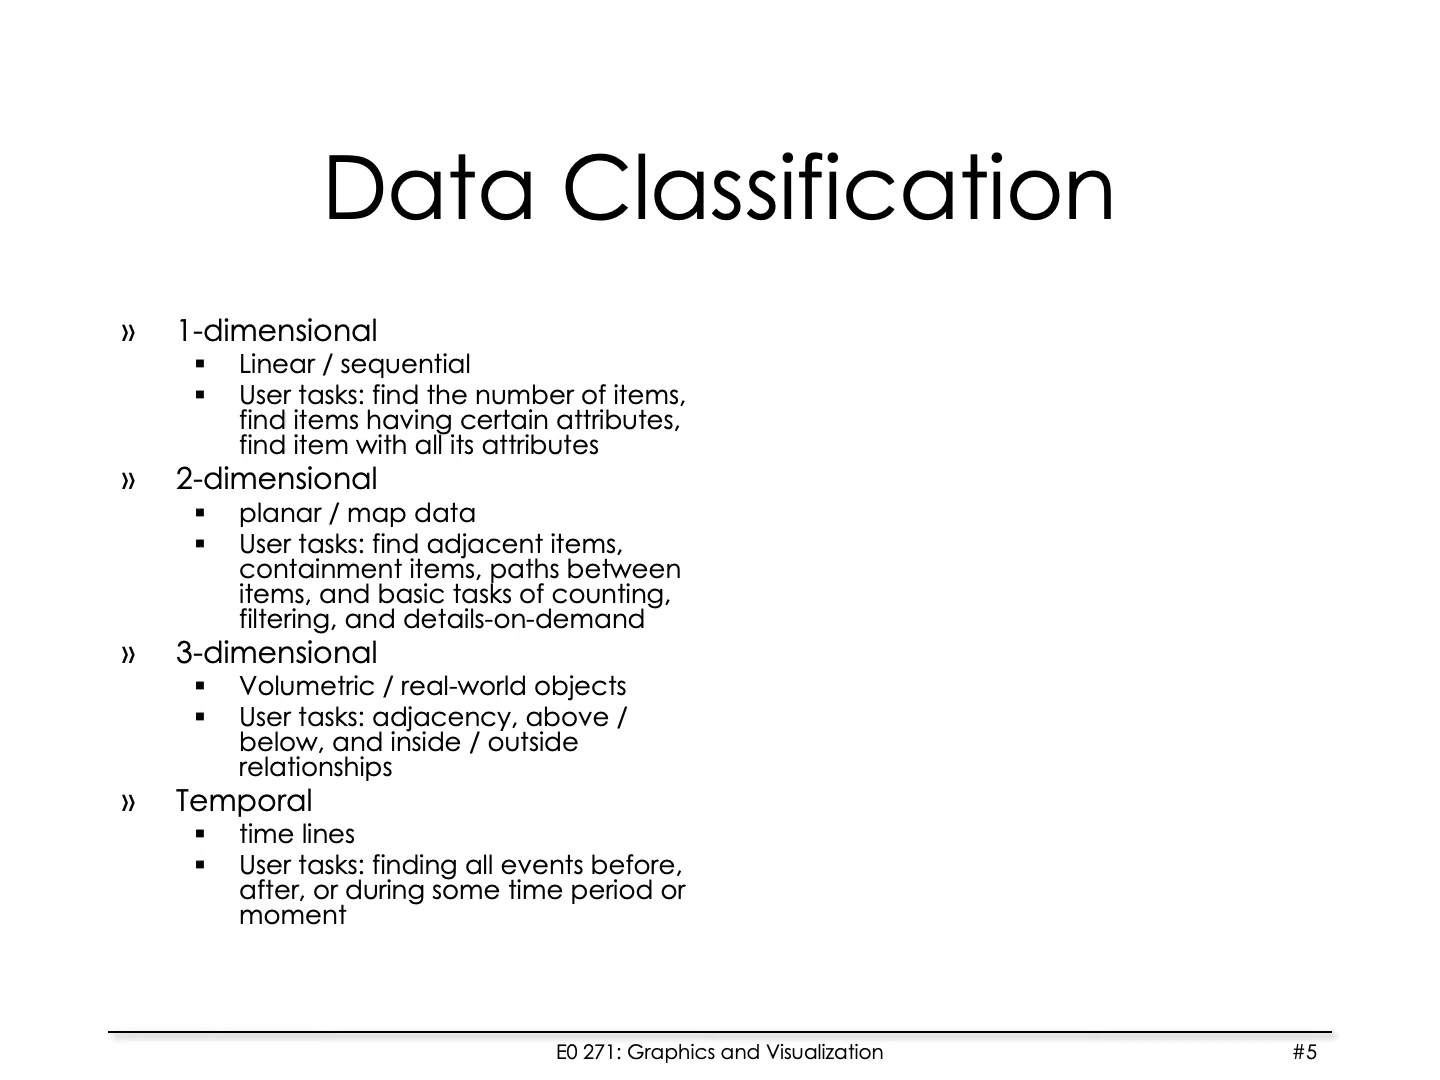 Data Classification
» 1-dimensional
▪ Linear / sequential
▪ User tasks: find the number of items,
find items having certain attributes,
find item with all its attributes
» 2-dimensional
▪ planar / map data
▪ User tasks: find adjacent items,
containment items, paths between
items, and basic tasks of counting,
filtering, and details-on-demand
» 3-dimensional
▪ Volumetric / real-world objects
▪ User tasks: adjacency, above /
below, and inside / outside
relationships
» Temporal
▪ time lines
▪ User tasks: finding all events before,
after, or during some time period or
moment
E0 271: Graphics and Visualization
#5